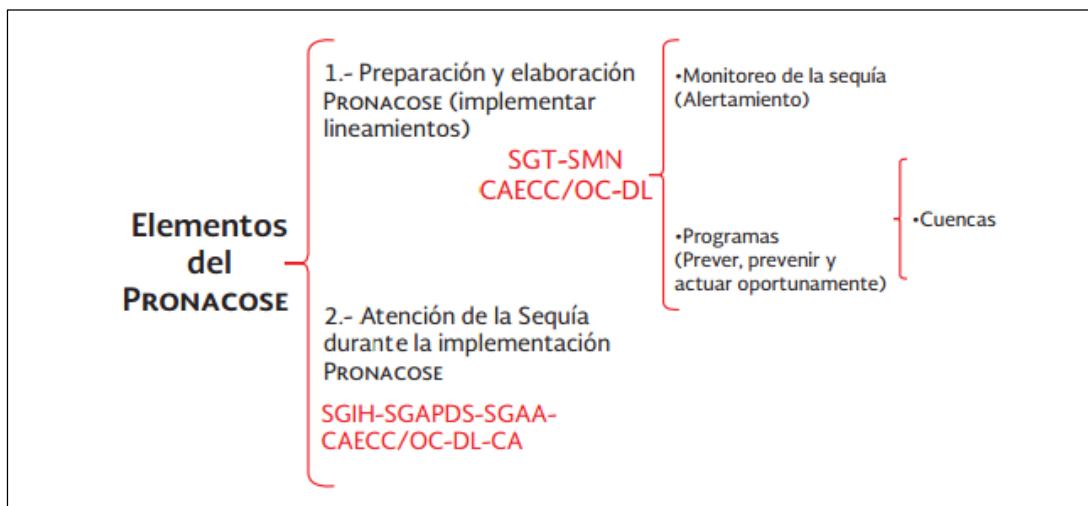 Elementos
del
PRONACOSE
1.- Preparación y elaboración
PRONACOSE (implementar
lineamientos)
SGT-SMN
CAECC/OC-DL
•Monitoreo de la sequía
(Alertamiento)
•Programas
(Prever, prevenir y
actuar oportunamente)
•Cuencas
2.- Atención de la Sequía
durante la implementación
PRONACOSE
SGIH-SGAPDS-SGAA-
CAECC/OC-DL-CA